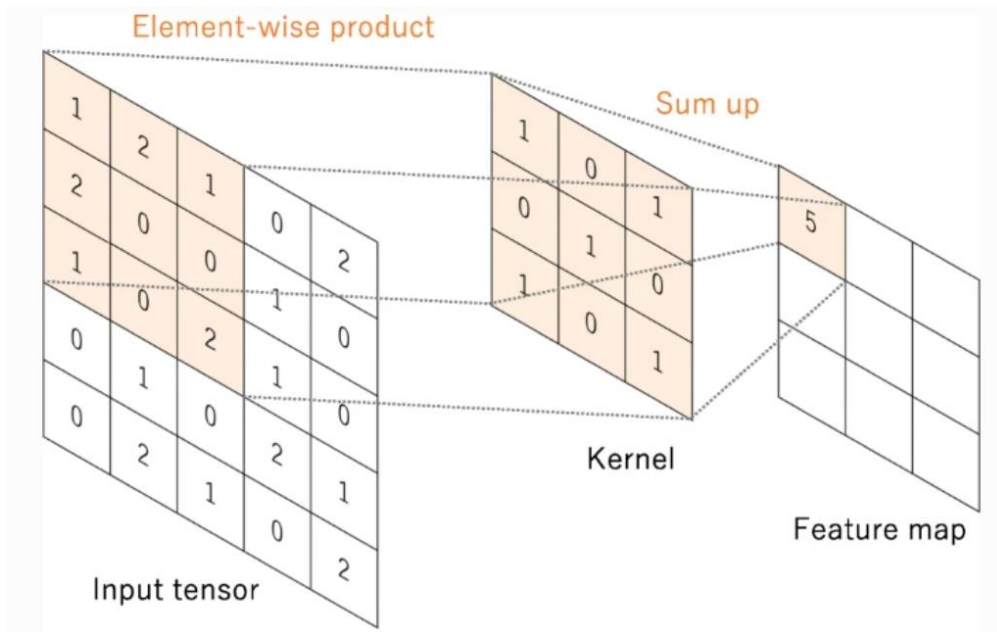 Element-wise product
Sum up
1 2 1 0 2
2 0 0 1 0
1 0 2 1 0
0 1 0 2 1
0 2 1 0 2
1 0 1
0 1 0
1 0 1
5
Kernel
Feature map
Input tensor